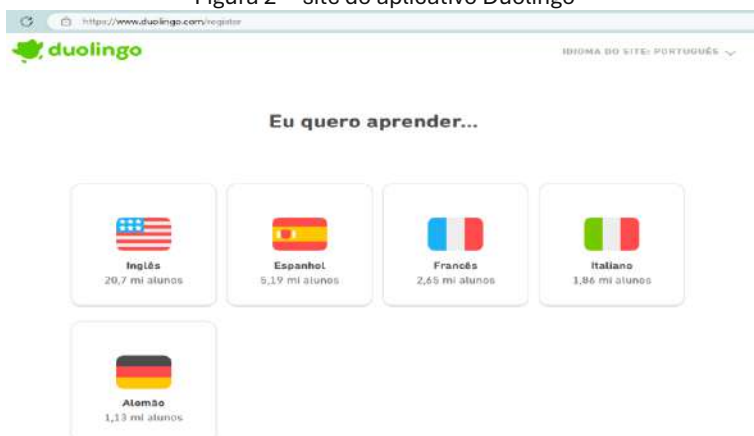 Figura 2 – site do aplicativo Duolingo
https://www.duolingo.com/register
duolingo
IDIOMA DO SITE: PORTUGUÊS
Eu quero aprender...
Inglês
20,7 mi alunos
Espanhol
5,19 mi alunos
Francês
2,65 mi alunos
Italiano
1,86 mi alunos
Alemão
1,13 mi alunos